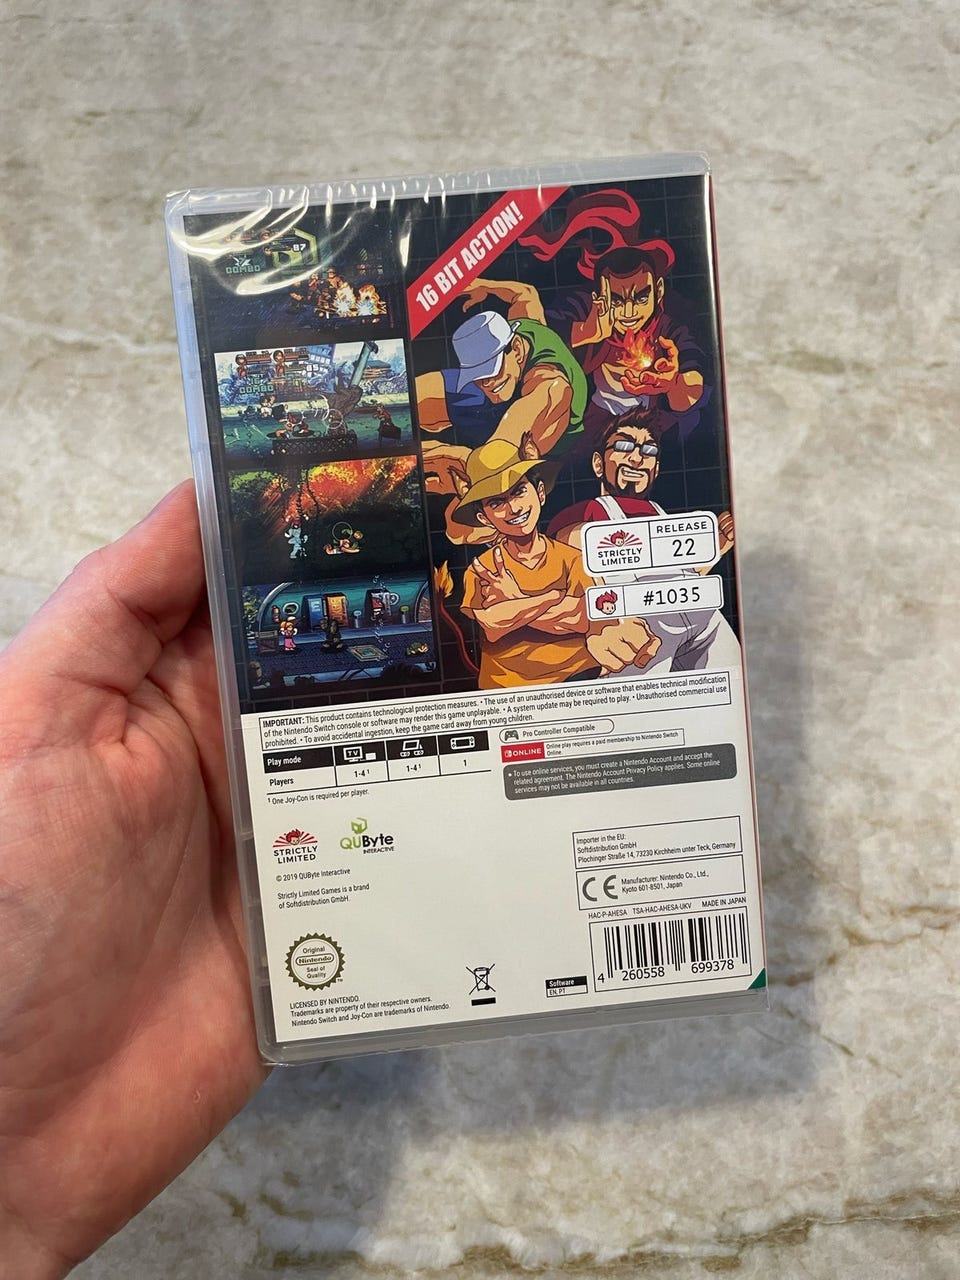 16 BIT ACTION!
87
COMBO
COMBO
STRICTLY
LIMITED
RELEASE
22
#1035
IMPORTANT: This product contains technological protection measures. • The use of an unauthorised device or software that enables technical modification
of the Nintendo Switch console or software may render this game unplayable. • A system update may be required to play. • Unauthorised commercial use
prohibited. • To avoid accidental ingestion, keep the game card away from young children.
Play mode
TV
Players
1-4¹
1-4¹
1
¹ One Joy-Con is required per player.
Pro Controller Compatible
ONLINE
Online play requires a paid membership to Nintendo Switch
Online.
• To use online services, you must create a Nintendo Account and accept the
related agreement. The Nintendo Account Privacy Policy applies. Some online
services may not be available in all countries.
STRICTLY
LIMITED
QUByte
INTERACTIVE
© 2019 QUByte Interactive
Strictly Limited Games is a brand
of Softdistribution GmbH.
Importer in the EU:
Softdistribution GmbH
Plochinger Straße 14, 73230 Kirchheim unter Teck, Germany
CE
Manufacturer: Nintendo Co., Ltd.,
Kyoto 601-8501, Japan
HAC-P-AHESA TSA-HAC-AHESA-UKV MADE IN JAPAN
4 260558 699378
Original
Nintendo
Seal of
Quality
TM
Software
EN, PT
LICENSED BY NINTENDO.
Trademarks are property of their respective owners.
Nintendo Switch and Joy-Con are trademarks of Nintendo.